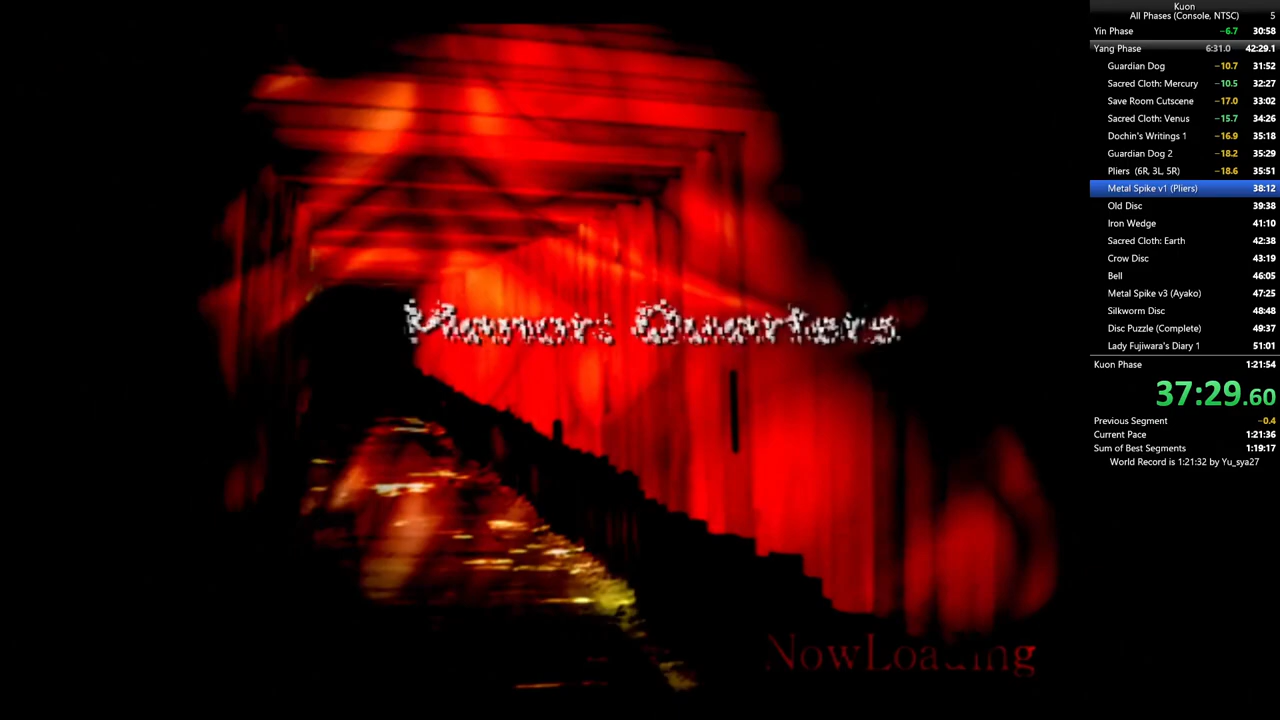 Kuon
All Phases (Console, NTSC) 5
Yin Phase -6.7 30:58
Yang Phase 6:31.0 42:29.1
Guardian Dog -10.7 31:52
Sacred Cloth: Mercury -10.5 32:27
Save Room Cutscene -17.0 33:02
Sacred Cloth: Venus -15.7 34:26
Dochin's Writings 1 -16.9 35:18
Guardian Dog 2 -18.2 35:29
Pliers (6R, 3L, 5R) -18.6 35:51
Metal Spike v1 (Pliers) 38:12
Old Disc 39:38
Iron Wedge 41:10
Sacred Cloth: Earth 42:38
Crow Disc 43:19
Bell 46:05
Metal Spike v3 (Ayako) 47:25
Silkworm Disc 48:48
Disc Puzzle (Complete) 49:37
Lady Fujiwara's Diary 1 51:01
Kuon Phase 1:21:54
37:29.60
Previous Segment -0.4
Current Pace 1:21:36
Sum of Best Segments 1:19:17
World Record is 1:21:32 by Yu_sya27
Manor: Quarters
Now Loading